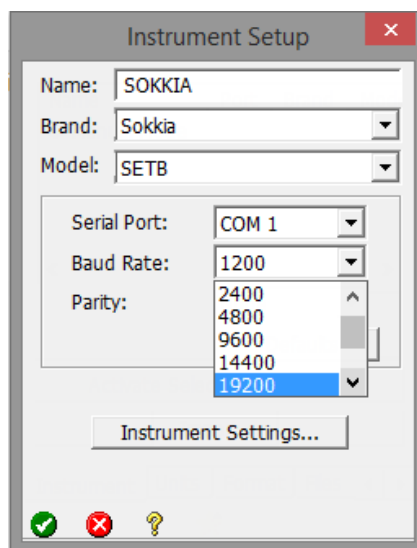 Instrument Setup
Name: SOKKIA
Brand: Sokkia
Model: SETB
Serial Port: COM 1
Baud Rate: 1200
Parity:
2400
4800
9600
14400
19200
Instrument Settings...